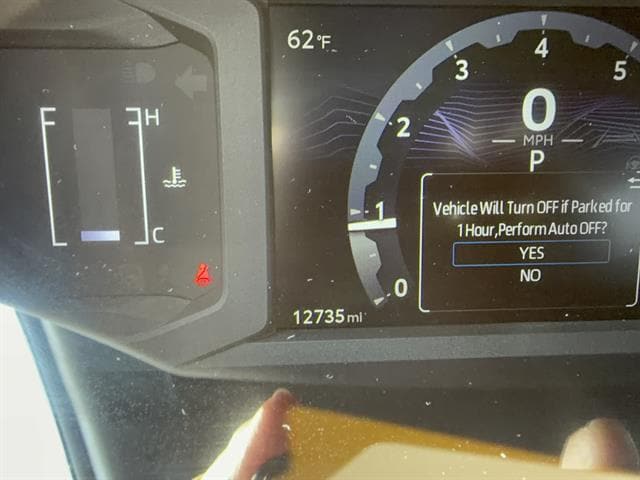 62°F
H
C
3
4
5
2
0
MPH
P
1
0
Vehicle Will Turn OFF if Parked for
1 Hour,Perform Auto OFF?
YES
NO
12735 mi